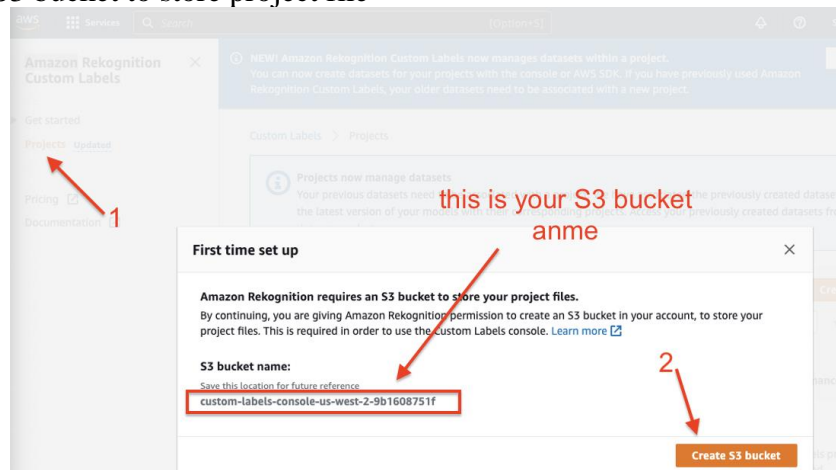 S3 bucket to store project file
aws Services Search [Option+S]
Amazon Rekognition
Custom Labels
Get started
Projects Updated
Pricing
Documentation
1
NEW! Amazon Rekognition Custom Labels now manages datasets within a project.
You can now create datasets for your projects with the console or AWS SDK. If you have previously used Amazon
Rekognition Custom Labels, your older datasets need to be associated with a new project.
Custom Labels > Projects
Projects now manage datasets
Your previous datasets need the previously created
the latest version of your models with their corresponding projects. Access your previously created datasets
this is your S3 bucket
anme
First time set up
Amazon Rekognition requires an S3 bucket to store your project files.
By continuing, you are giving Amazon Rekognition permission to create an S3 bucket in your account, to store your
project files. This is required in order to use the Custom Labels console. Learn more
S3 bucket name:
Save this location for future reference
custom-labels-console-us-west-2-9b1608751f
2
Create S3 bucket